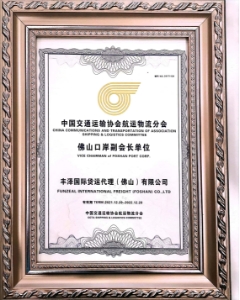 中国交通运输协会航运物流分会
CHINA COMMUNICATIONS AND TRANSPORTATION OF ASSOCIATION
SHIPPING & LOGISTICS COMMITTEE
佛山口岸副会长单位
VICE CHAIRMAN of FOSHAN PORT CORP.
丰泽国际货运代理（佛山）有限公司
INTERNATIONAL FREIGHT (FOSHAN) CO.,LTD
中国交通运输协会航运物流分会